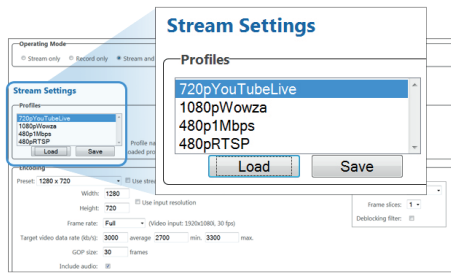 Operating Mode
Stream only Record only Stream and
Stream Settings
Profiles
720pYouTubeLive
1080pWowza
480p1Mbps
480pRTSP
Load Save
Profile na
oaded pro
Stream Settings
Profiles
720pYouTubeLive
1080pWowza
480p1Mbps
480pRTSP
Load Save
Encoding
Preset: 1280 x 720 Use stre
Width: 1280
Height: 720 Use input resolution
Frame rate: Full (Video input: 1920x1080i, 30 fps)
Target video data rate (kb/s): 3000 average 2700 min. 3300 max.
GOP size: 30 frames
Include audio:
Frame slices: 1
Deblocking filter: